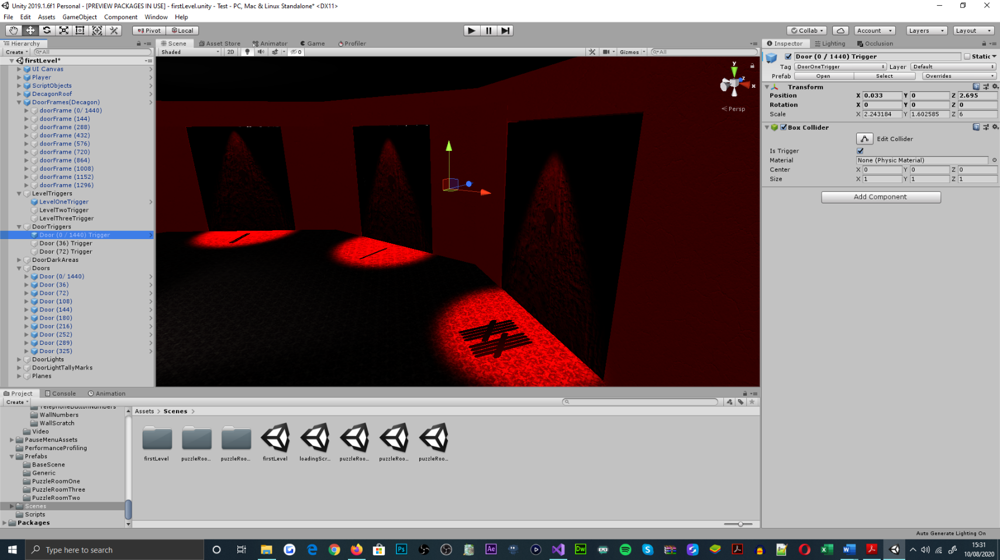 Unity 2019.1.6f1 Personal - [PREVIEW PACKAGES IN USE] - firstLevel.unity - Test - PC, Mac & Linux Standalone* <DX11>
File Edit Assets GameObject Component Window Help
Pivot Local Collab Account Layers Layout
Hierarchy Scene Asset Store Animator Game Profiler Inspector Lighting Occlusion
Create All Shaded 2D 0 Gizmos All
firstLevel*
UI Canvas
Player
ScriptObjects
DecagonRoof
DoorFrames(Decagon)
doorFrame (0/ 1440)
doorFrame (144)
doorFrame (288)
doorFrame (432)
doorFrame (576)
doorFrame (720)
doorFrame (864)
doorFrame (1008)
doorFrame (1152)
doorFrame (1296)
LevelTriggers
LevelOneTrigger
LevelTwoTrigger
LevelThreeTrigger
DoorTriggers
Door (0 / 1440) Trigger
Door (36) Trigger
Door (72) Trigger
DoorDarkAreas
Doors
Door (0/ 1440)
Door (36)
Door (72)
Door (108)
Door (144)
Door (180)
Door (216)
Door (252)
Door (289)
Door (325)
DoorLights
DoorLightTallyMarks
Planes
y
z
x
Persp
Door (0 / 1440) Trigger Static
Tag DoorOneTrigger Layer Default
Prefab Open Select Overrides
Transform
Position X 0.033 Y 0 Z 2.695
Rotation X 0 Y 0 Z 0
Scale X 2.243184 Y 1.602585 Z 6
Box Collider
Edit Collider
Is Trigger
Material None (Physic Material)
Center X 0 Y 0 Z 0
Size X 1 Y 1 Z 1
Add Component
Project Console Animation
Create
TelephoneButtonNumbers
WallNumbers
WallScratch
Video
PauseMenuAssets
PerformanceProfiling
Prefabs
BaseScene
Generic
PuzzleRoomOne
PuzzleRoomThree
PuzzleRoomTwo
Scenes
Scripts
Packages
Assets > Scenes >
firstLevel puzzleRoo... puzzleRoo... firstLevel loadingScr... puzzleRoo... puzzleRoo... puzzleRoo...
Auto Generate Lighting On
Type here to search
Ps Ae Dw
15:31
10/08/2020